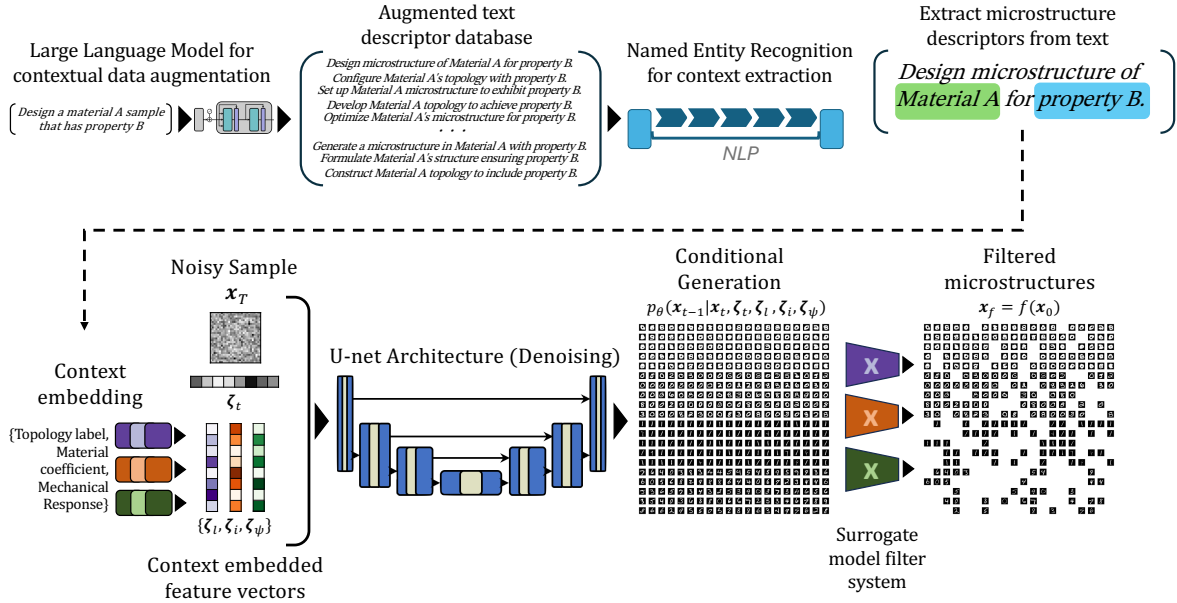 Large Language Model for
contextual data augmentation
Design a material A sample
that has property B
Augmented text
descriptor database
Design microstructure of Material A for property B.
Configure Material A's topology with property B.
Set up Material A microstructure to exhibit property B.
Develop Material A topology to achieve property B.
Optimize Material A's microstructure for property B.
. . .
Generate a microstructure in Material A with property B.
Formulate Material A's structure ensuring property B.
Construct Material A topology to include property B.
Named Entity Recognition
for context extraction
NLP
Extract microstructure
descriptors from text
Design microstructure of
Material A for property B.
Noisy Sample
𝒙_T
ζ_t
Context
embedding
{Topology label,
Material
coefficient,
Mechanical
Response}
{ζ_l, ζ_i, ζ_ψ}
Context embedded
feature vectors
U-net Architecture (Denoising)
Conditional
Generation
p_θ(𝒙_{t−1}|𝒙_t, ζ_t, ζ_l, ζ_i, ζ_ψ)
X
X
X
Surrogate
model filter
system
Filtered
microstructures
𝒙_f = f(𝒙_0)